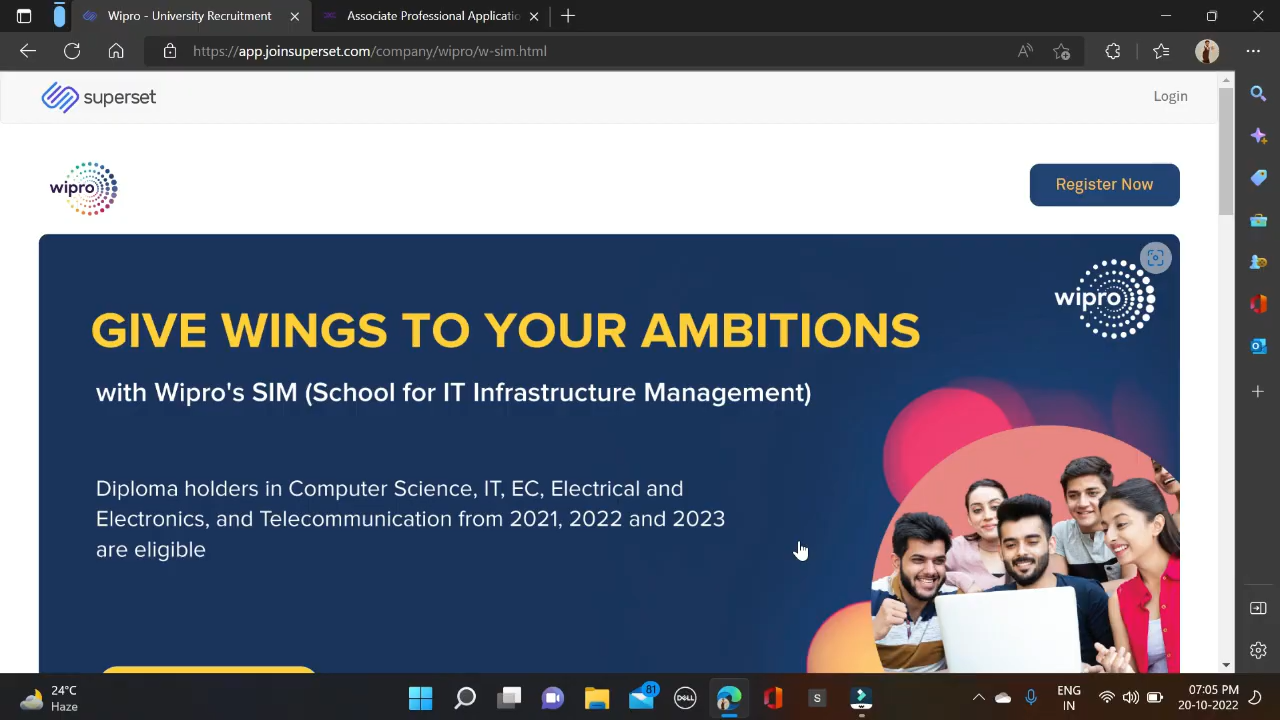 Wipro - University Recruitment
Associate Professional Applicatio
https://app.joinsuperset.com/company/wipro/w-sim.html
superset
Login
wipro
Register Now
wipro
GIVE WINGS TO YOUR AMBITIONS
with Wipro's SIM (School for IT Infrastructure Management)
Diploma holders in Computer Science, IT, EC, Electrical and
Electronics, and Telecommunication from 2021, 2022 and 2023
are eligible
24°C
Haze
81
DELL
S
ENG
IN
07:05 PM
20-10-2022